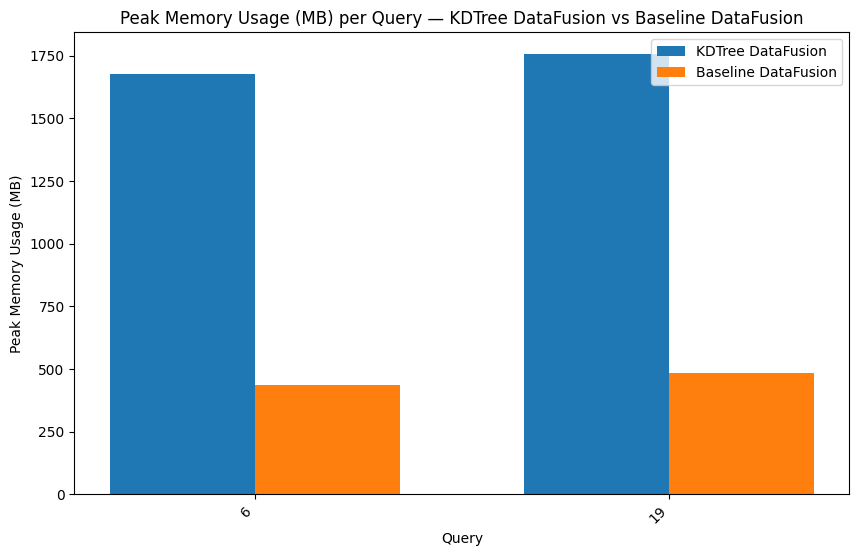 Peak Memory Usage (MB) per Query — KDTree DataFusion vs Baseline DataFusion
KDTree DataFusion
Baseline DataFusion
Peak Memory Usage (MB)
1750
1500
1250
1000
750
500
250
0
6
19
Query